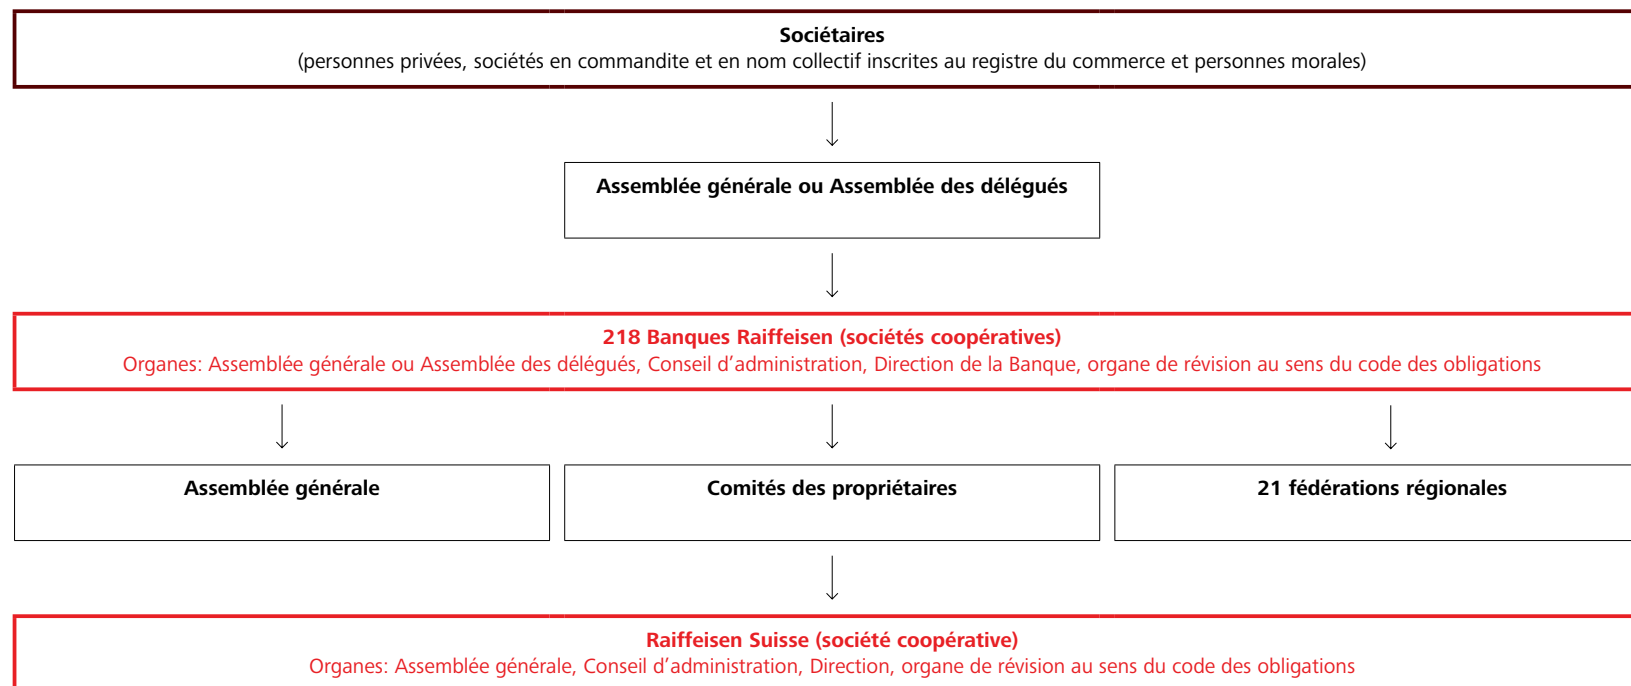 Sociétaires
(personnes privées, sociétés en commandite et en nom collectif inscrites au registre du commerce et personnes morales)
Assemblée générale ou Assemblée des délégués
218 Banques Raiffeisen (sociétés coopératives)
Organes: Assemblée générale ou Assemblée des délégués, Conseil d’administration, Direction de la Banque, organe de révision au sens du code des obligations
Assemblée générale
Comités des propriétaires
21 fédérations régionales
Raiffeisen Suisse (société coopérative)
Organes: Assemblée générale, Conseil d’administration, Direction, organe de révision au sens du code des obligations